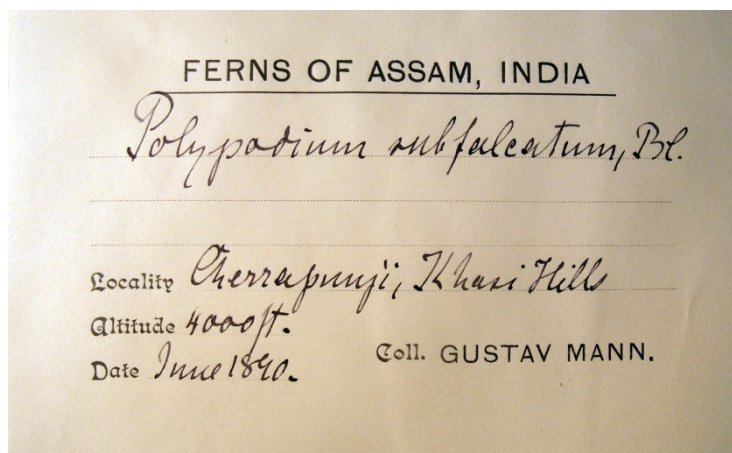 FERNS OF ASSAM, INDIA
Polypodium subfalcatum, Bl.
Locality Cherrapunji, Khasi Hills
Altitude 4000 ft.
Date June 1890.
Coll. GUSTAV MANN.